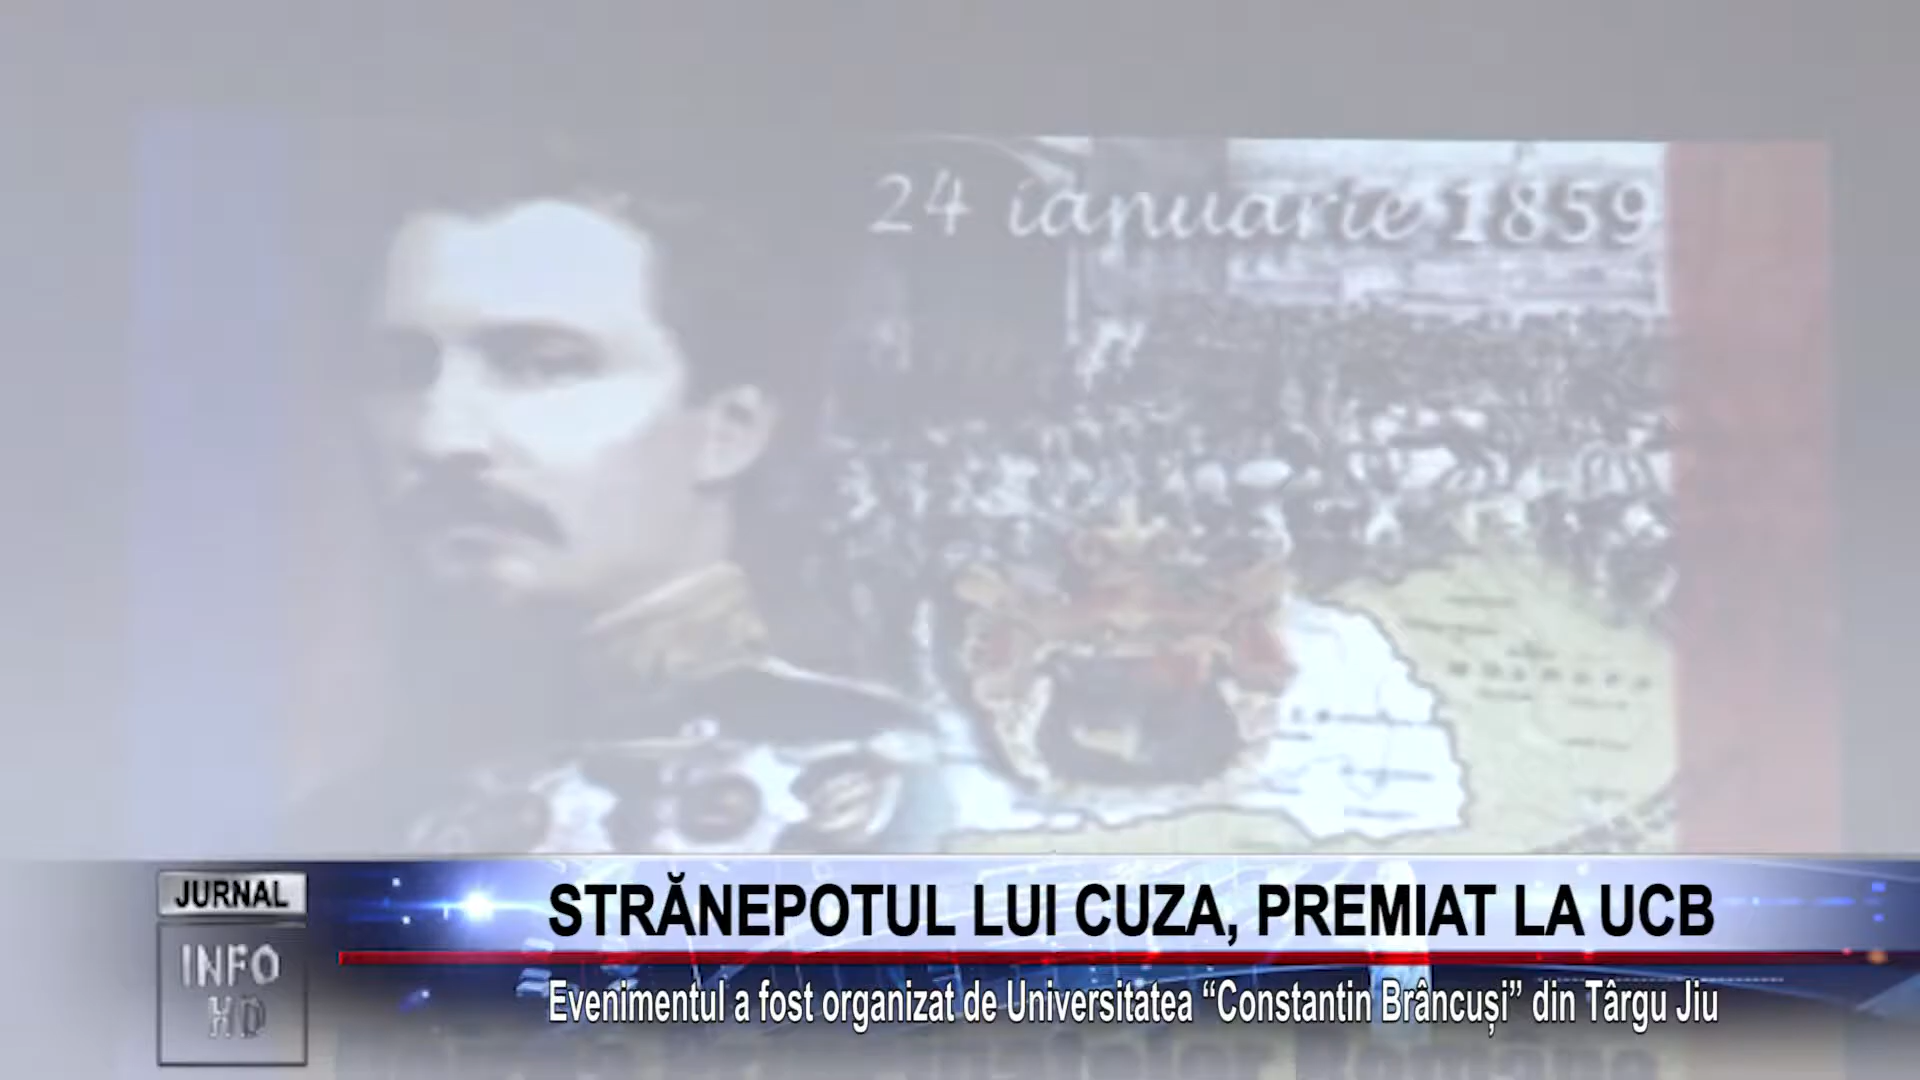 24 ianuarie 1859
JURNAL
INFO
HD
STRĂNEPOTUL LUI CUZA, PREMIAT LA UCB
Evenimentul a fost organizat de Universitatea “Constantin Brâncuși” din Târgu Jiu